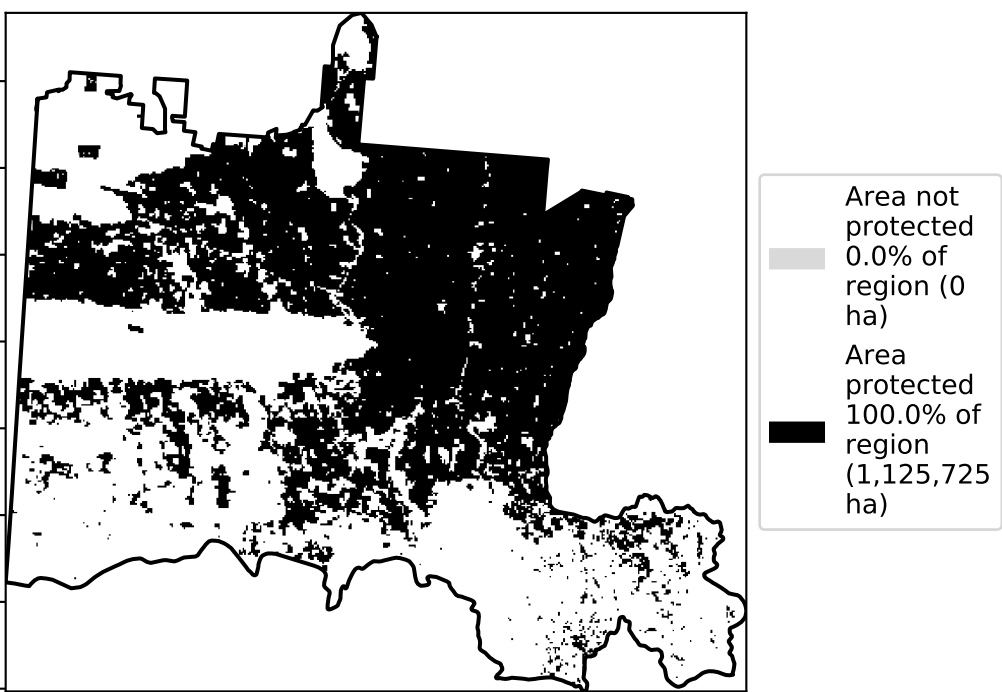 Area not
protected
0.0% of
region (0
ha)
Area
protected
100.0% of
region
(1,125,725
ha)